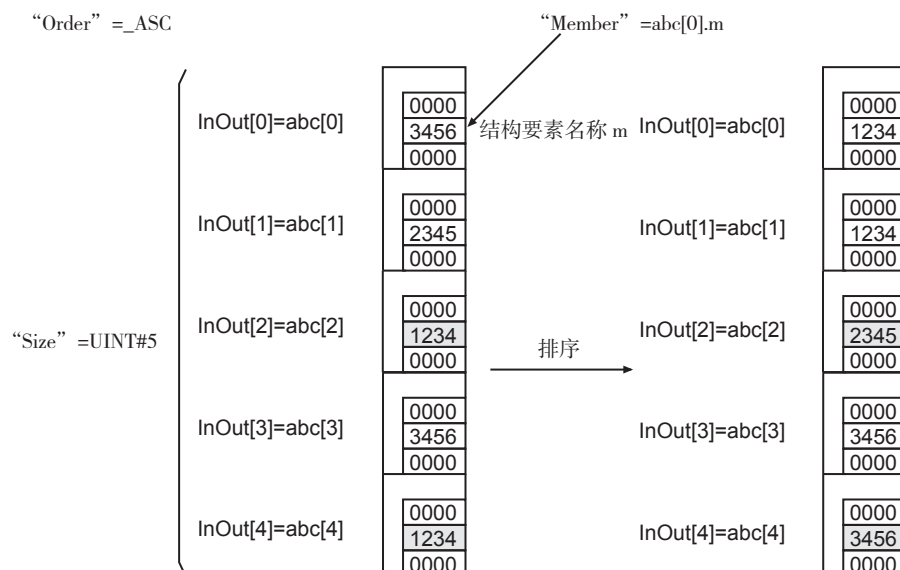 “Order” =_ASC
“Member” =abc[0].m
InOut[0]=abc[0]
0000
3456
0000
结构要素名称 m
InOut[0]=abc[0]
0000
1234
0000
InOut[1]=abc[1]
0000
2345
0000
InOut[1]=abc[1]
0000
1234
0000
“Size” =UINT#5
InOut[2]=abc[2]
0000
1234
0000
排序
InOut[2]=abc[2]
0000
2345
0000
InOut[3]=abc[3]
0000
3456
0000
InOut[3]=abc[3]
0000
3456
0000
InOut[4]=abc[4]
0000
1234
0000
InOut[4]=abc[4]
0000
3456
0000